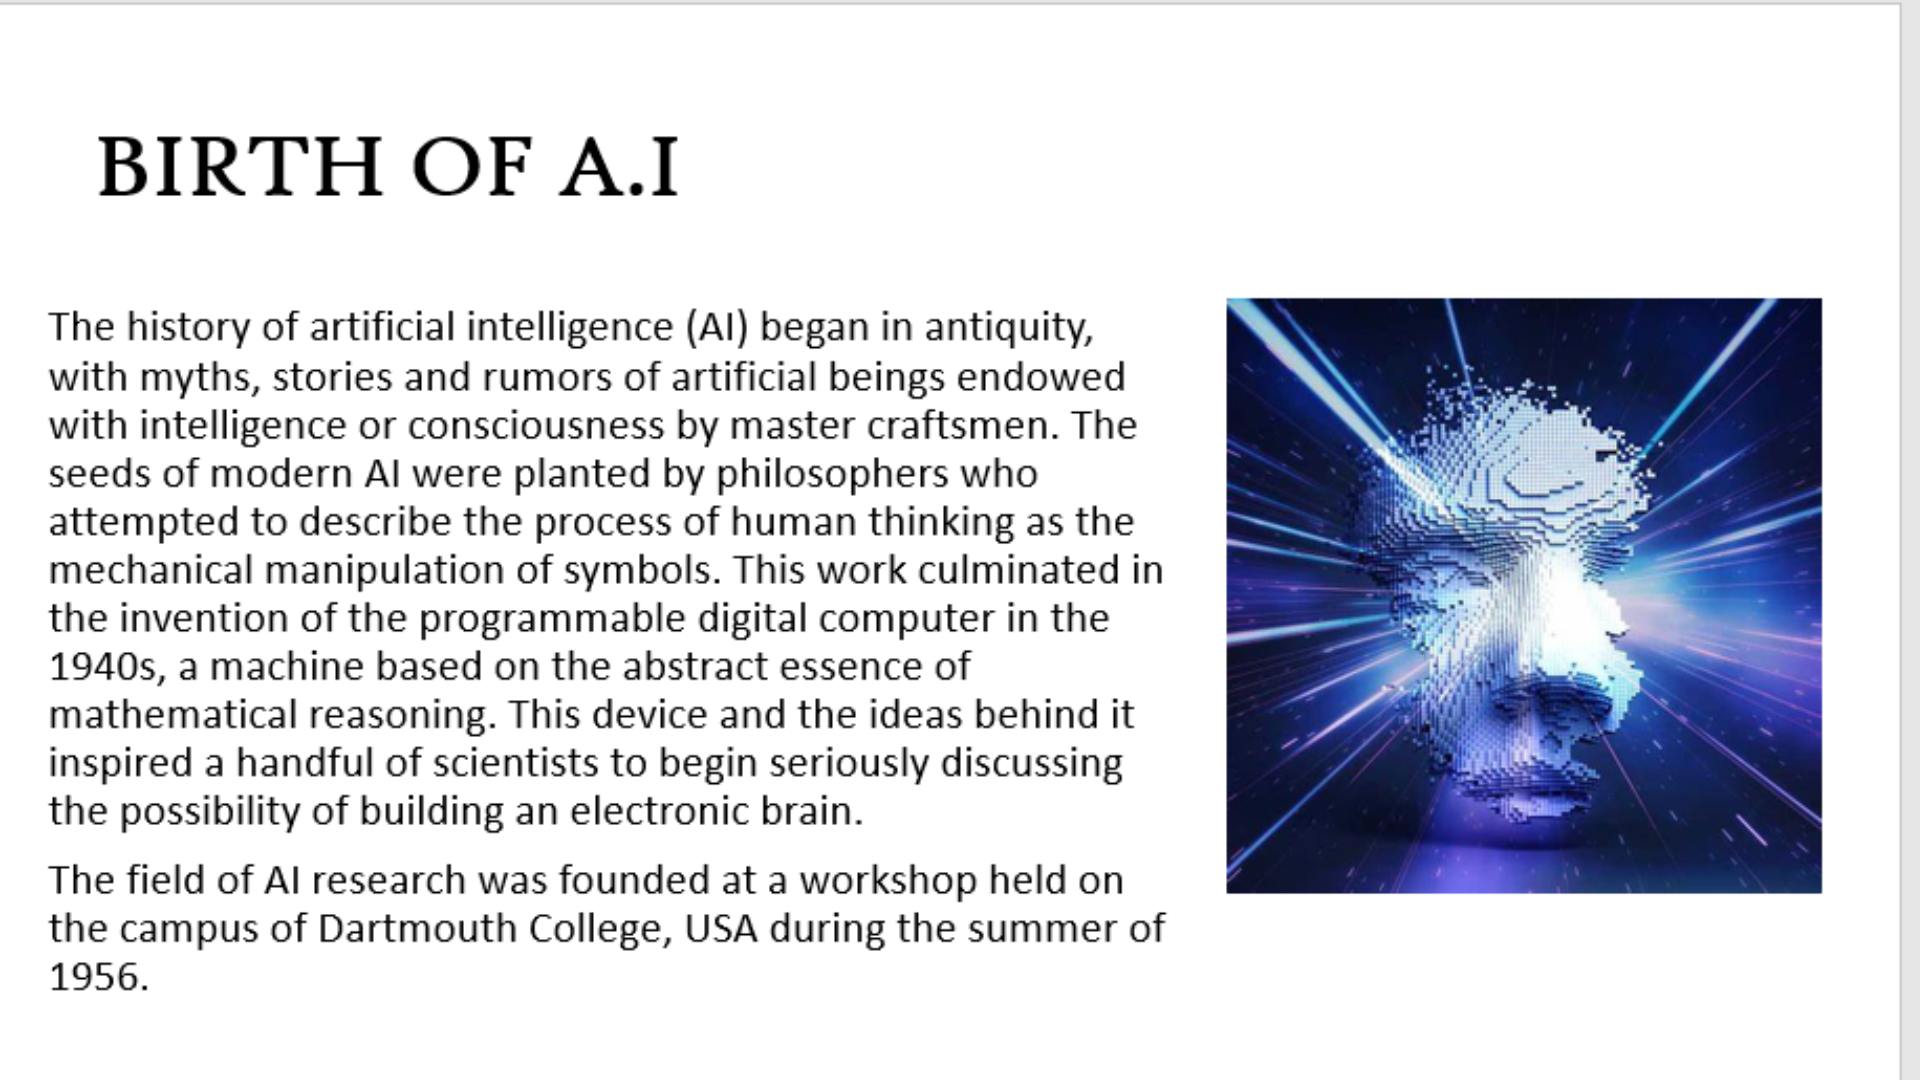 BIRTH OF A.I
The history of artificial intelligence (AI) began in antiquity,
with myths, stories and rumors of artificial beings endowed
with intelligence or consciousness by master craftsmen. The
seeds of modern AI were planted by philosophers who
attempted to describe the process of human thinking as the
mechanical manipulation of symbols. This work culminated in
the invention of the programmable digital computer in the
1940s, a machine based on the abstract essence of
mathematical reasoning. This device and the ideas behind it
inspired a handful of scientists to begin seriously discussing
the possibility of building an electronic brain.
The field of AI research was founded at a workshop held on
the campus of Dartmouth College, USA during the summer of
1956.